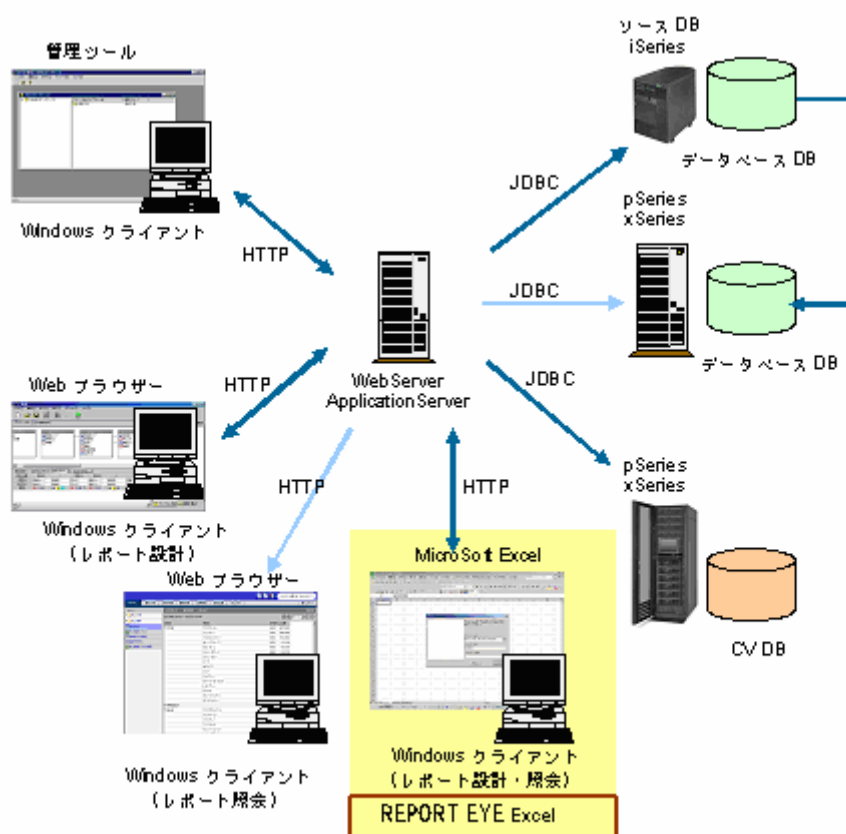 管理ツール
Windows クライアント
HTTP
ソース DB
iSeries
データベース DB
JDBC
pSeries
xSeries
JDBC
データベース DB
Web Server
Application Server
Web ブラウザー
HTTP
Windows クライアント
(レポート設計)
JDBC
pSeries
xSeries
CV DB
HTTP
Web ブラウザー
Windows クライアント
(レポート照会)
HTTP
MicroSoft Excel
Windows クライアント
(レポート設計・照会)
REPORT EYE Excel